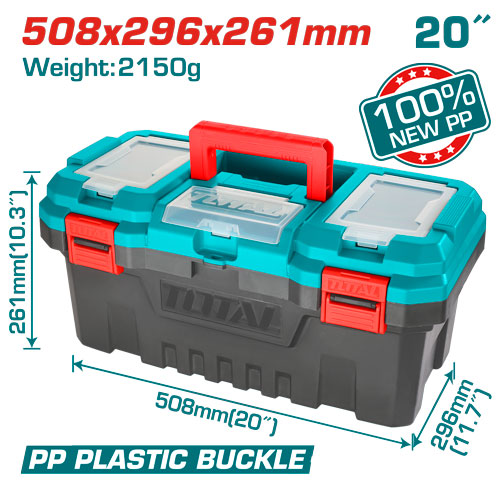 508x296x261mm
20″
Weight:2150g
100%
NEW PP
TOTAL
TOTAL
261mm(10.3″)
508mm(20″)
296mm
(11.7″)
PP PLASTIC BUCKLE